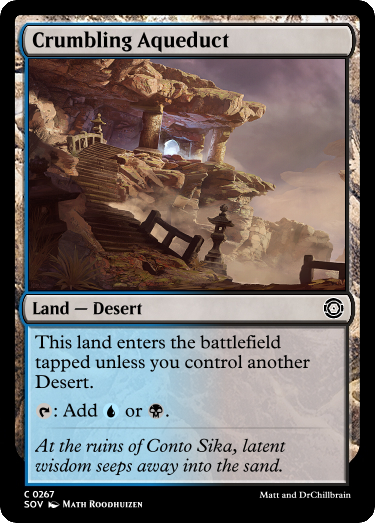 Crumbling Aqueduct
Land — Desert
This land enters the battlefield
tapped unless you control another
Desert.
: Add or .
At the ruins of Conto Sika, latent
wisdom seeps away into the sand.
C 0267
SOV Math Roodhuizen
Matt and DrChillbrain